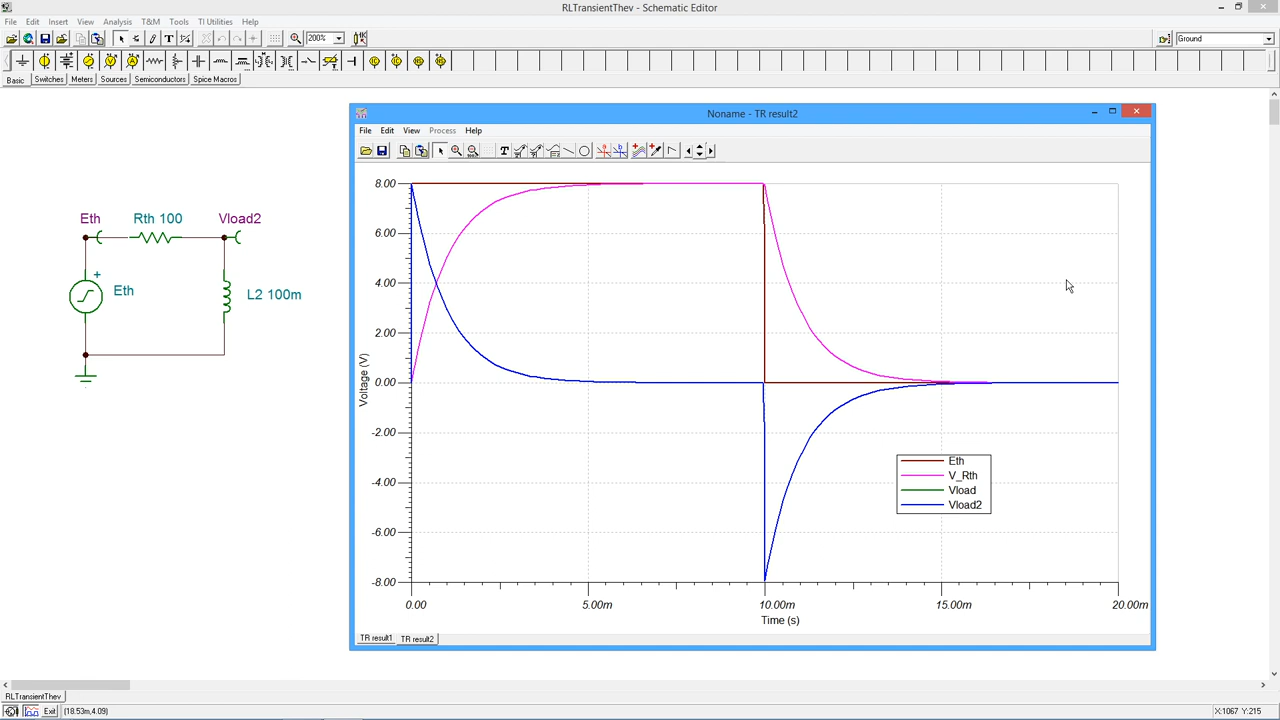 RLTransientThev - Schematic Editor
File Edit Insert View Analysis T&M Tools TI Utilities Help
200%
Ground
Basic Switches Meters Sources Semiconductors Spice Macros
Noname - TR result2
File Edit View Process Help
Eth Rth 100 Vload2
+
Eth
L2 100m
8.00
6.00
4.00
2.00
0.00
-2.00
-4.00
-6.00
-8.00
Voltage (V)
Eth
V_Rth
Vload
Vload2
0.00 5.00m 10.00m 15.00m 20.00m
Time (s)
TR result1 TR result2
RLTransientThev
Exit (18.53m,4.09) X:1067 Y:215